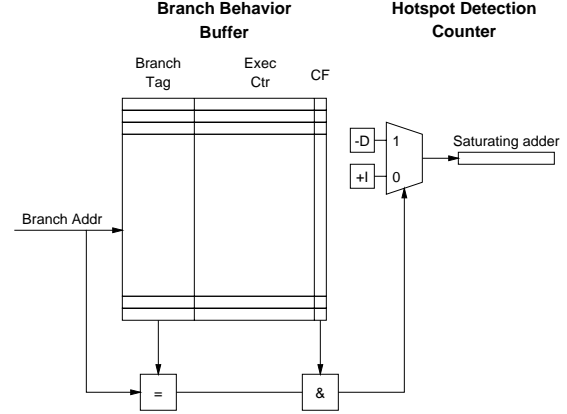 Branch Behavior
Buffer
Hotspot Detection
Counter
Branch
Tag
Exec
Ctr
CF
-D
1
Saturating adder
+I
0
Branch Addr
=
&